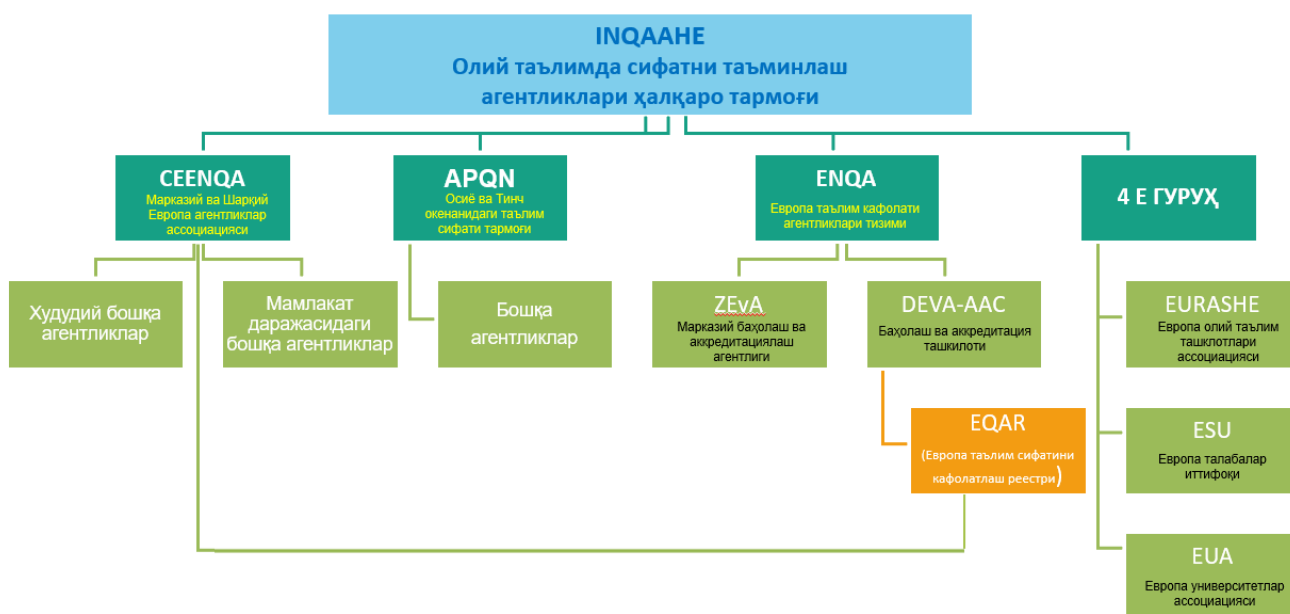 INQAAHE
Олий таълимда сифатни таъминлаш
агентликлари ҳалқаро тармоғи
CEENQA
Марказий ва Шарқий
Европа агентликлар
ассоциацияси
APQN
Осиё ва Тинч
океанидаги таълим
сифати тармоғи
ENQA
Европа таълим кафолати
агентликлари тизими
4 Е ГУРУҲ
Худудий бошқа
агентликлар
Мамлакат
даражасидаги
бошқа агентликлар
Бошқа
агентликлар
ZEvA
Марказий баҳолаш ва
аккредитациялаш
агентлиги
DEVA-AAC
Баҳолаш ва аккредитация
ташкилоти
EURASHE
Европа олий таълим
ташклотлари
ассоциацияси
EQAR
(Европа таълим сифатини
кафолатлаш реестри)
ESU
Европа талабалар
иттифоқи
EUA
Европа университетлар
ассоциацияси